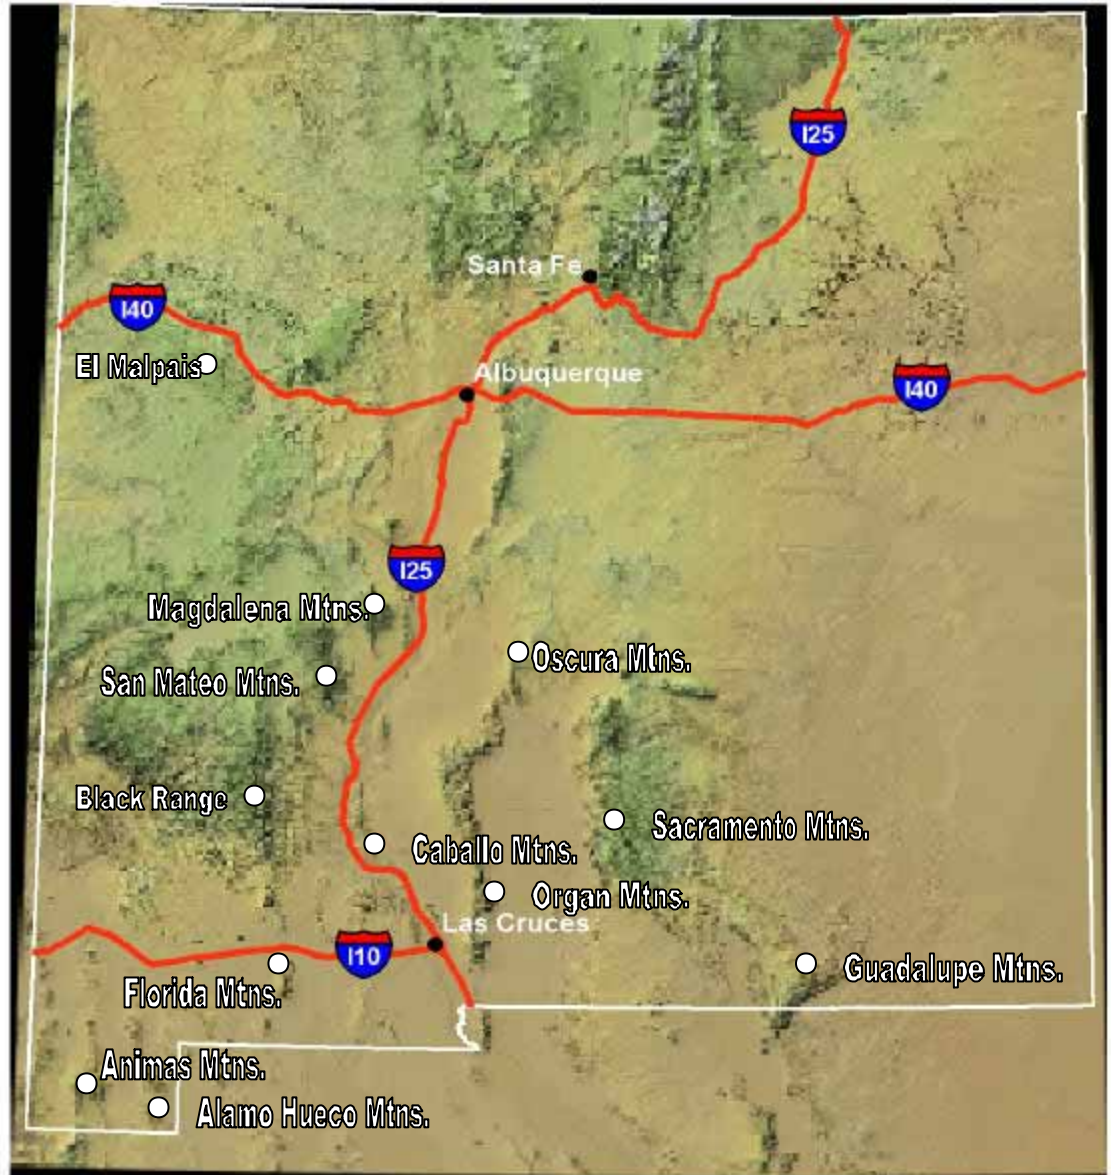 I25
Santa Fe
I40
El Malpais
Albuquerque
I40
I25
Magdalena Mtns.
Oscura Mtns.
San Mateo Mtns.
Black Range
Sacramento Mtns.
Caballo Mtns.
Organ Mtns.
Las Cruces
I10
Guadalupe Mtns.
Florida Mtns.
Animas Mtns.
Alamo Hueco Mtns.